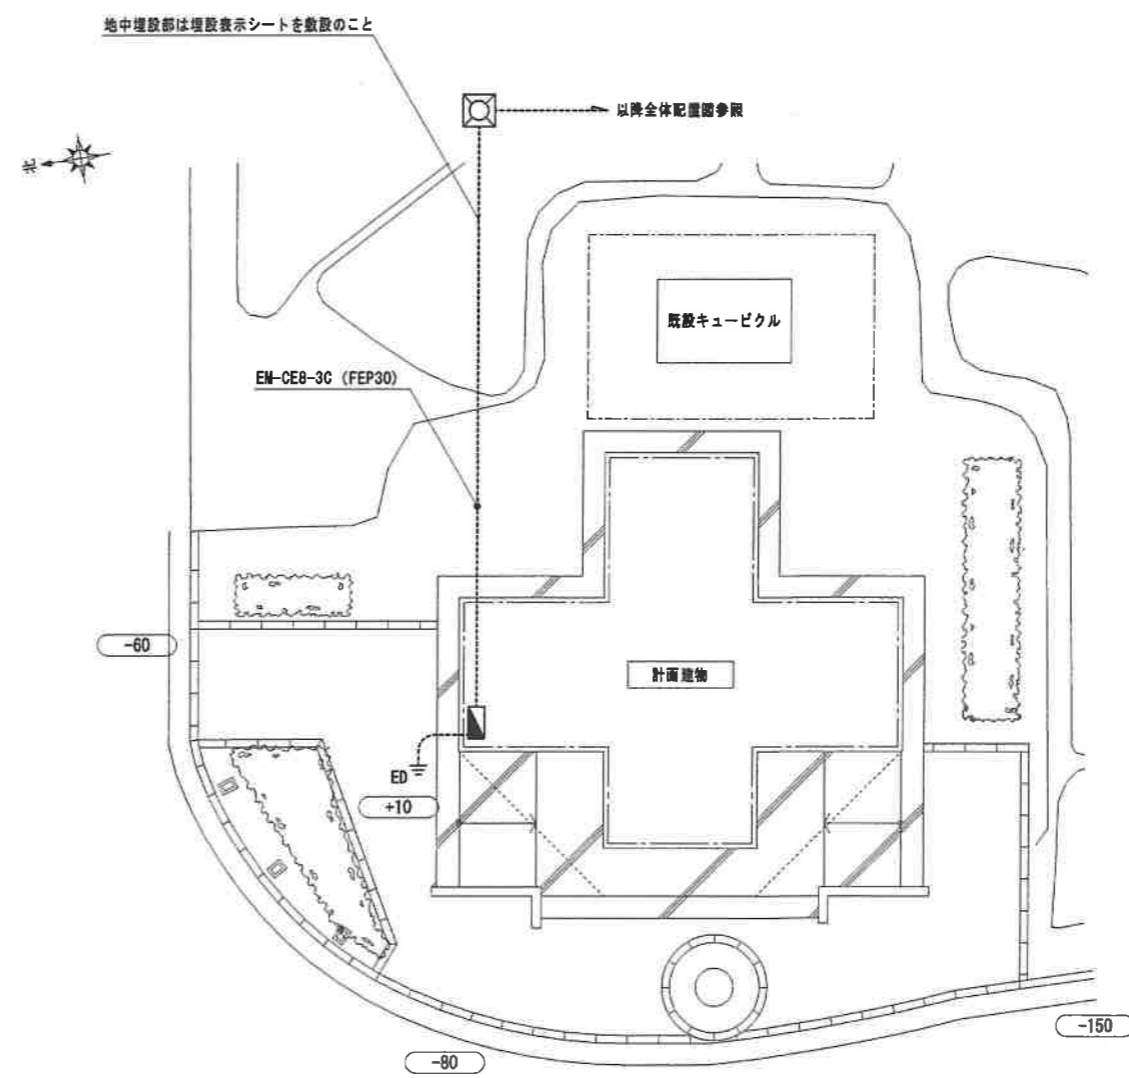 地中埋設部は埋設表示シートを敷設のこと
以降全体配置図参照
北
既設キュービクル
EM-CE8-3C (FEP30)
-60
計画建物
ED
+10
-80
-150